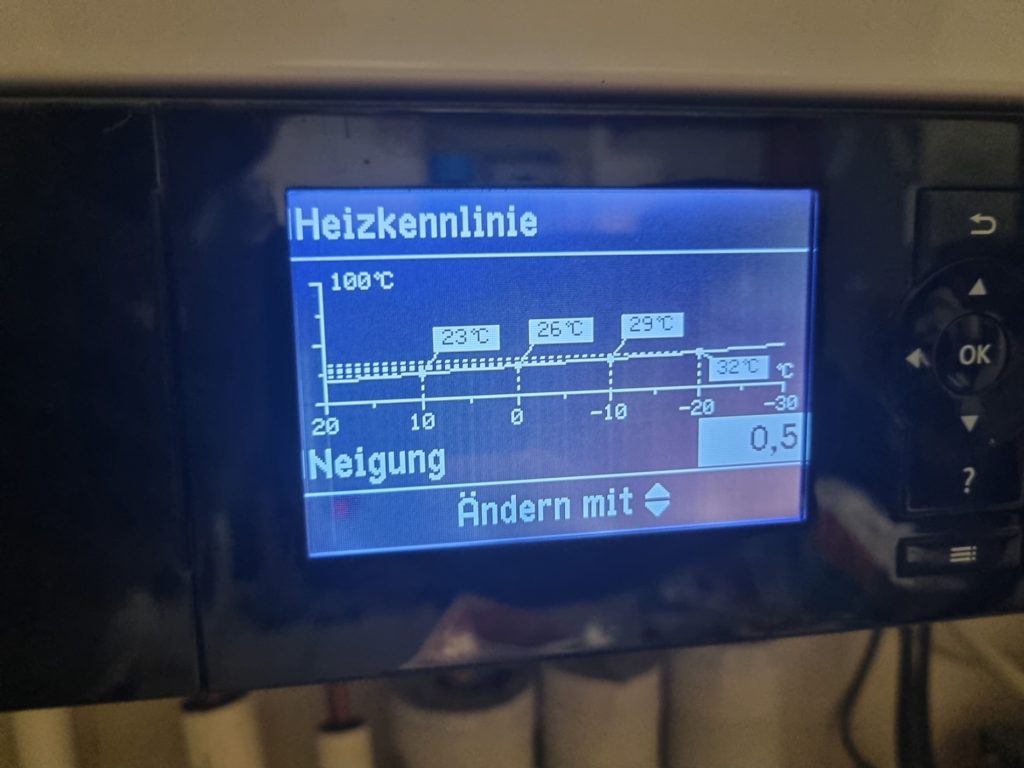 Heizkennlinie
100°C
23°C 26°C 29°C
32°C °C
20 10 0 -10 -20 -30
0,5
Neigung
Ändern mit
OK
?